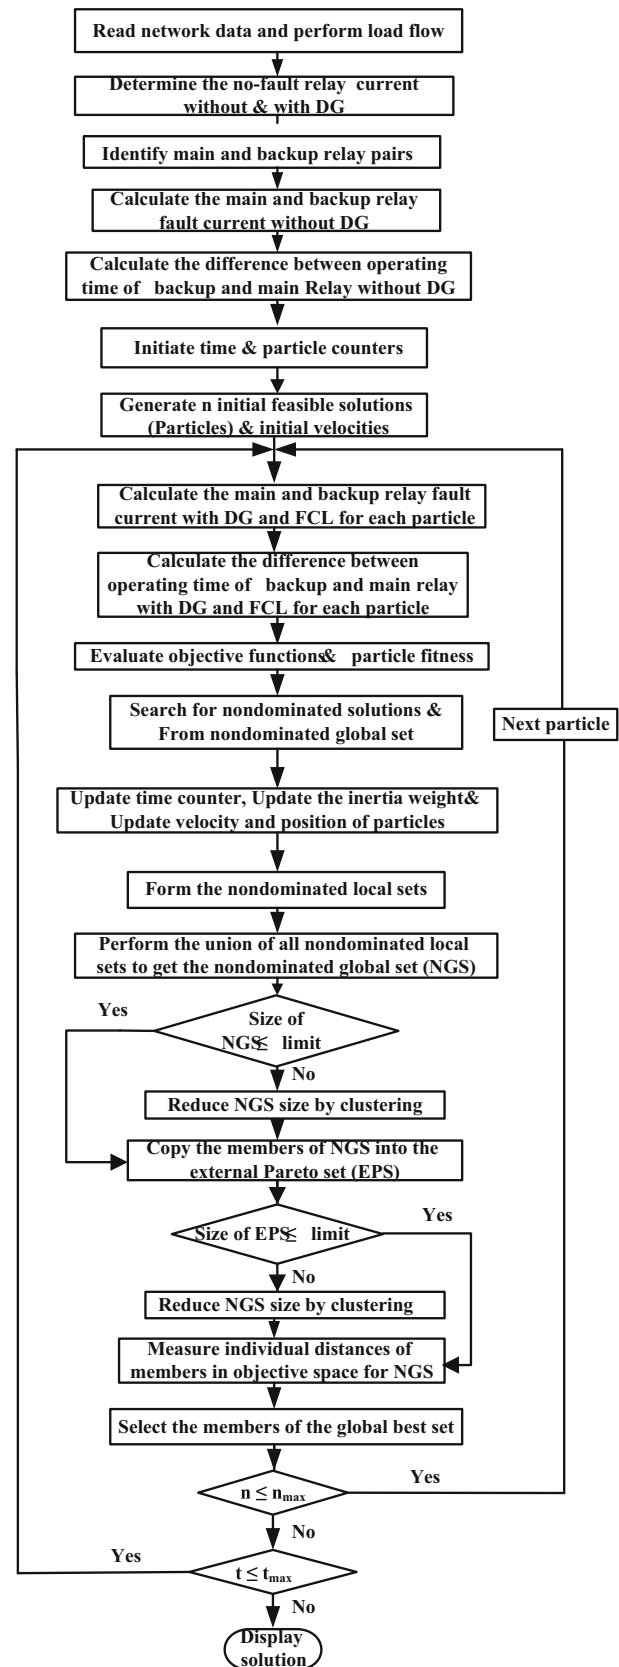 Read network data and perform load flow
Determine the no-fault relay current
without & with DG
Identify main and backup relay pairs
Calculate the main and backup relay
fault current without DG
Calculate the difference between operating
time of backup and main Relay without DG
Initiate time & particle counters
Generate n initial feasible solutions
(Particles) & initial velocities
Calculate the main and backup relay fault
current with DG and FCL for each particle
Calculate the difference between
operating time of backup and main relay
with DG and FCL for each particle
Evaluate objective functions& particle fitness
Search for nondominated solutions &
From nondominated global set
Next particle
Update time counter, Update the inertia weight&
Update velocity and position of particles
Form the nondominated local sets
Perform the union of all nondominated local
sets to get the nondominated global set (NGS)
Yes
Size of
NGS≤ limit
No
Reduce NGS size by clustering
Copy the members of NGS into the
external Pareto set (EPS)
Yes
Size of EPS≤ limit
No
Reduce NGS size by clustering
Measure individual distances of
members in objective space for NGS
Select the members of the global best set
Yes
n ≤ nmax
No
Yes
t ≤ tmax
No
Display
solution